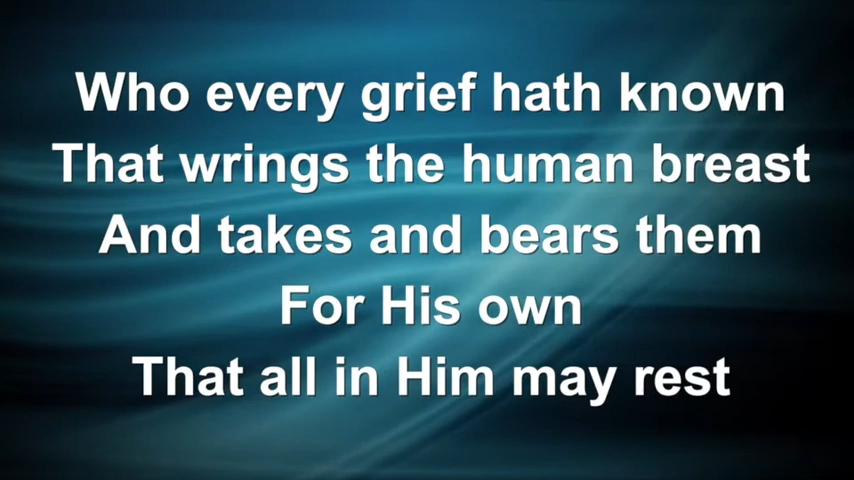 Who every grief hath known
That wrings the human breast
And takes and bears them
For His own
That all in Him may rest